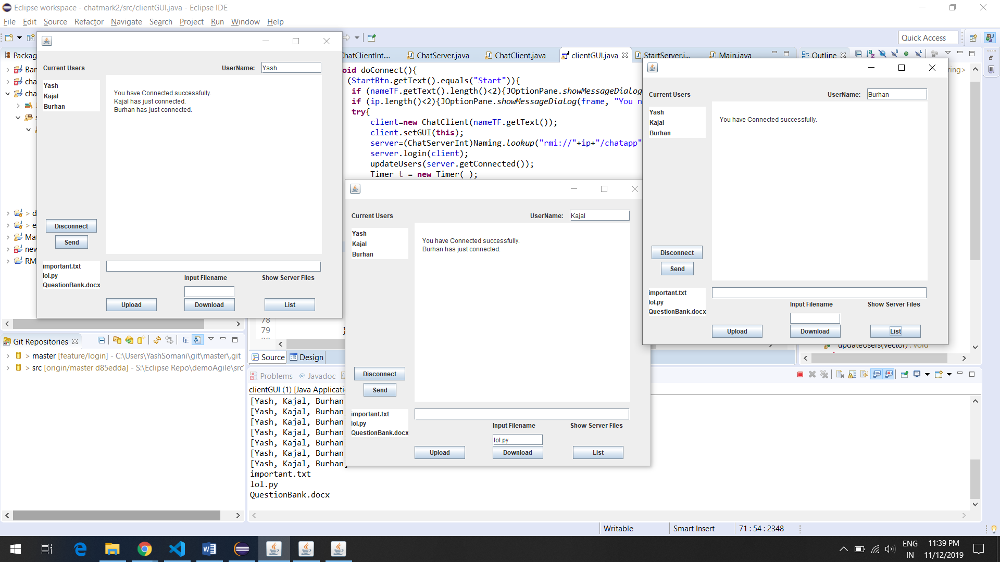 Eclipse workspace - chatmark2/src/clientGUI.java - Eclipse IDE
File Edit Source Refactor Navigate Search Project Run Window Help
Quick Access
Packag
ChatClientInt....
ChatServer.java
ChatClient.java
clientGUI.java
StartServer.j...
Main.java
Outline
Ban
cha
cha
Mat
new
RM
Current Users
UserName:
Yash
Yash
Kajal
Burhan
You have Connected successfully.
Kajal has just connected.
Burhan has just connected.
Disconnect
Send
important.txt
lol.py
QuestionBank.docx
Input Filename
Show Server Files
Upload
Download
List
oid doConnect(){
(StartBtn.getText().equals("Start")){
if (nameTF.getText().length()<2){JOptionPane.showMessageDialog
if (ip.length()<2){JOptionPane.showMessageDialog(frame, "You n
try{
client=new ChatClient(nameTF.getText());
client.setGUI(this);
server=(ChatServerInt)Naming.lookup("rmi://"+ip+"/chatapp"
server.login(client);
updateUsers(server.getConnected());
Timer t = new Timer( );
78
79
}
Source
Design
Current Users
UserName:
Kajal
Yash
Kajal
Burhan
You have Connected successfully.
Burhan has just connected.
Disconnect
Send
important.txt
lol.py
QuestionBank.docx
Input Filename
Show Server Files
lol.py
Upload
Download
List
ring>
Current Users
UserName:
Burhan
Yash
Kajal
Burhan
You have Connected successfully.
Disconnect
Send
important.txt
lol.py
QuestionBank.docx
Input Filename
Show Server Files
Upload
Download
List
updateUsers(Vector) : void
Git Repositories
> master [feature/login] - C:\Users\YashSomani\git\master\.git
> src [origin/master d85edda] - S:\Eclipse Repo\demoAgile\src
Problems
@ Javadoc
clientGUI (1) [Java Applicati
[Yash, Kajal, Burhan]
[Yash, Kajal, Burhan]
[Yash, Kajal, Burhan]
[Yash, Kajal, Burhan]
[Yash, Kajal, Burhan]
[Yash, Kajal, Burhan]
[Yash, Kajal, Burhan]
important.txt
lol.py
QuestionBank.docx
Writable
Smart Insert
71 : 54 : 2348
ENG
IN
11:39 PM
11/12/2019